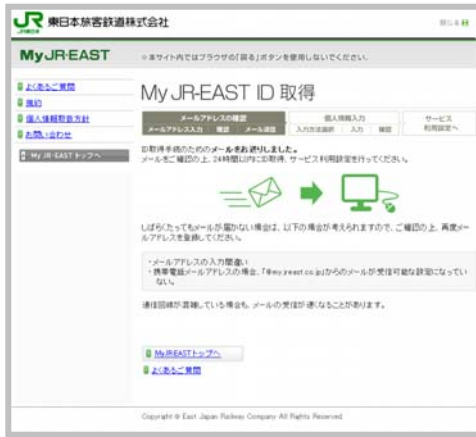 JR 東日本旅客鉄道株式会社
閉じる
My JR-EAST
※本サイト内ではブラウザの「戻る」ボタンを使用しないでください。
よくあるご質問
規約
個人情報取扱方針
お問い合わせ
My JR-EAST トップへ
My JR-EAST ID 取得
メールアドレスの確認
メールアドレス入力 確認 メール送信
個人情報入力
入力方法選択 入力 確認
サービス
利用設定へ
ID取得手続のためのメールをお送りしました。
メールをご確認の上、24時間以内にID取得、サービス利用設定を行ってください。
しばらくたってもメールが届かない場合は、以下の場合が考えられますので、ご確認の上、再度メー
ルアドレスを登録してください。
・メールアドレスの入力間違い
・携帯電話メールアドレスの場合、「@my.jreast.co.jp」からのメールが受信可能な設定になってい
ない。
通信回線が混雑している場合も、メールの受信が遅くなることがあります。
My JR-EAST トップへ
よくあるご質問
Copyright © East Japan Railway Company All Rights Reserved.